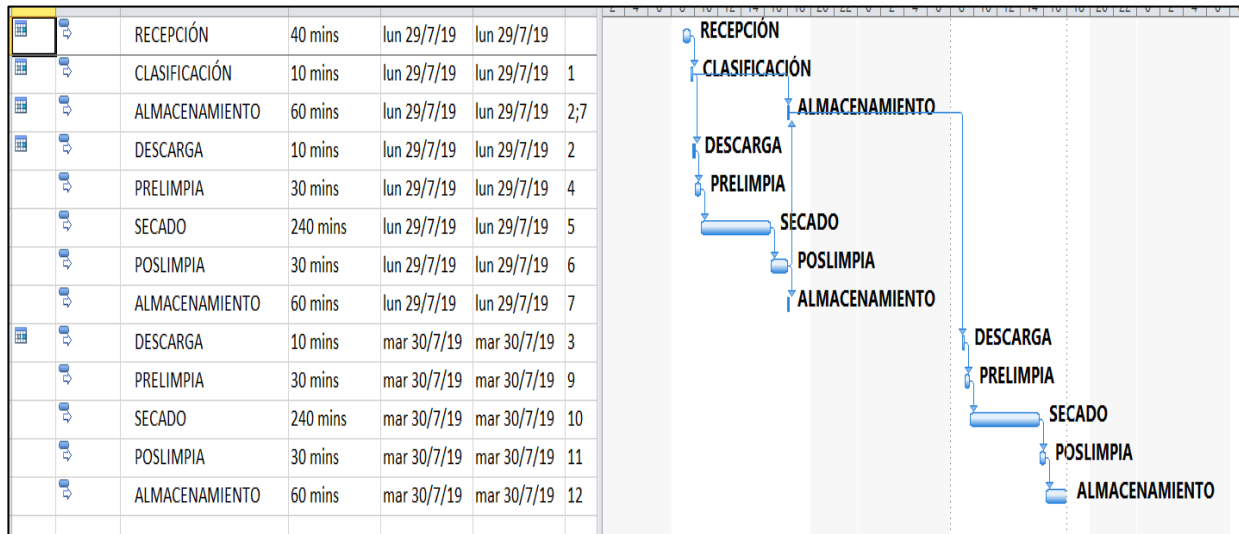 RECEPCIÓN 40 mins lun 29/7/19 lun 29/7/19
CLASIFICACIÓN 10 mins lun 29/7/19 lun 29/7/19 1
ALMACENAMIENTO 60 mins lun 29/7/19 lun 29/7/19 2;7
DESCARGA 10 mins lun 29/7/19 lun 29/7/19 2
PRELIMPIA 30 mins lun 29/7/19 lun 29/7/19 4
SECADO 240 mins lun 29/7/19 lun 29/7/19 5
POSLIMPIA 30 mins lun 29/7/19 lun 29/7/19 6
ALMACENAMIENTO 60 mins lun 29/7/19 lun 29/7/19 7
DESCARGA 10 mins mar 30/7/19 mar 30/7/19 3
PRELIMPIA 30 mins mar 30/7/19 mar 30/7/19 9
SECADO 240 mins mar 30/7/19 mar 30/7/19 10
POSLIMPIA 30 mins mar 30/7/19 mar 30/7/19 11
ALMACENAMIENTO 60 mins mar 30/7/19 mar 30/7/19 12
RECEPCIÓN
CLASIFICACIÓN
ALMACENAMIENTO
DESCARGA
PRELIMPIA
SECADO
POSLIMPIA
ALMACENAMIENTO
DESCARGA
PRELIMPIA
SECADO
POSLIMPIA
ALMACENAMIENTO